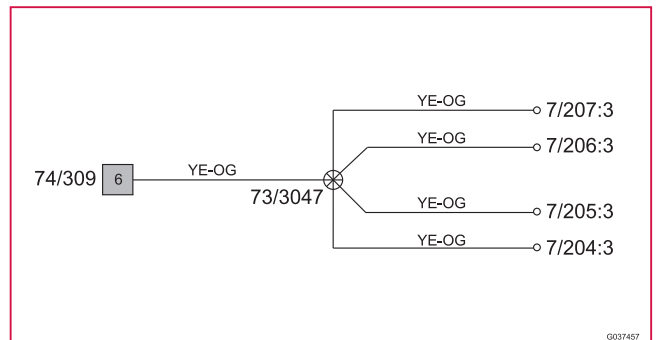 YE-OG 7/207:3
YE-OG 7/206:3
74/309 6 YE-OG
73/3047
YE-OG 7/205:3
YE-OG 7/204:3
G037457